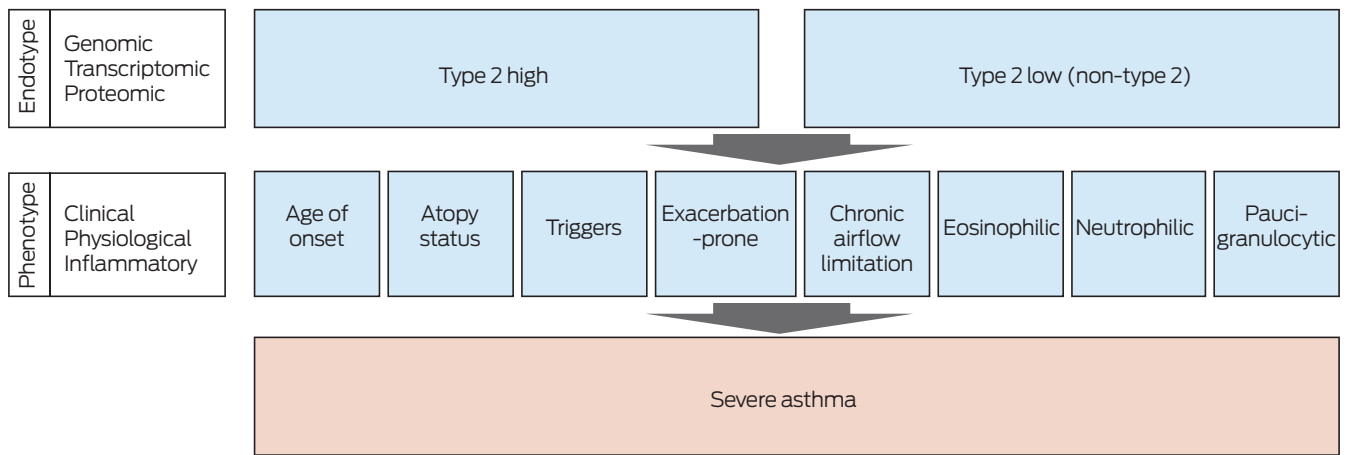 Endotype
Genomic
Transcriptomic
Proteomic
Type 2 high
Type 2 low (non-type 2)
Phenotype
Clinical
Physiological
Inflammatory
Age of
onset
Atopy
status
Triggers
Exacerbation
-prone
Chronic
airflow
limitation
Eosinophilic
Neutrophilic
Pauci-
granulocytic
Severe asthma